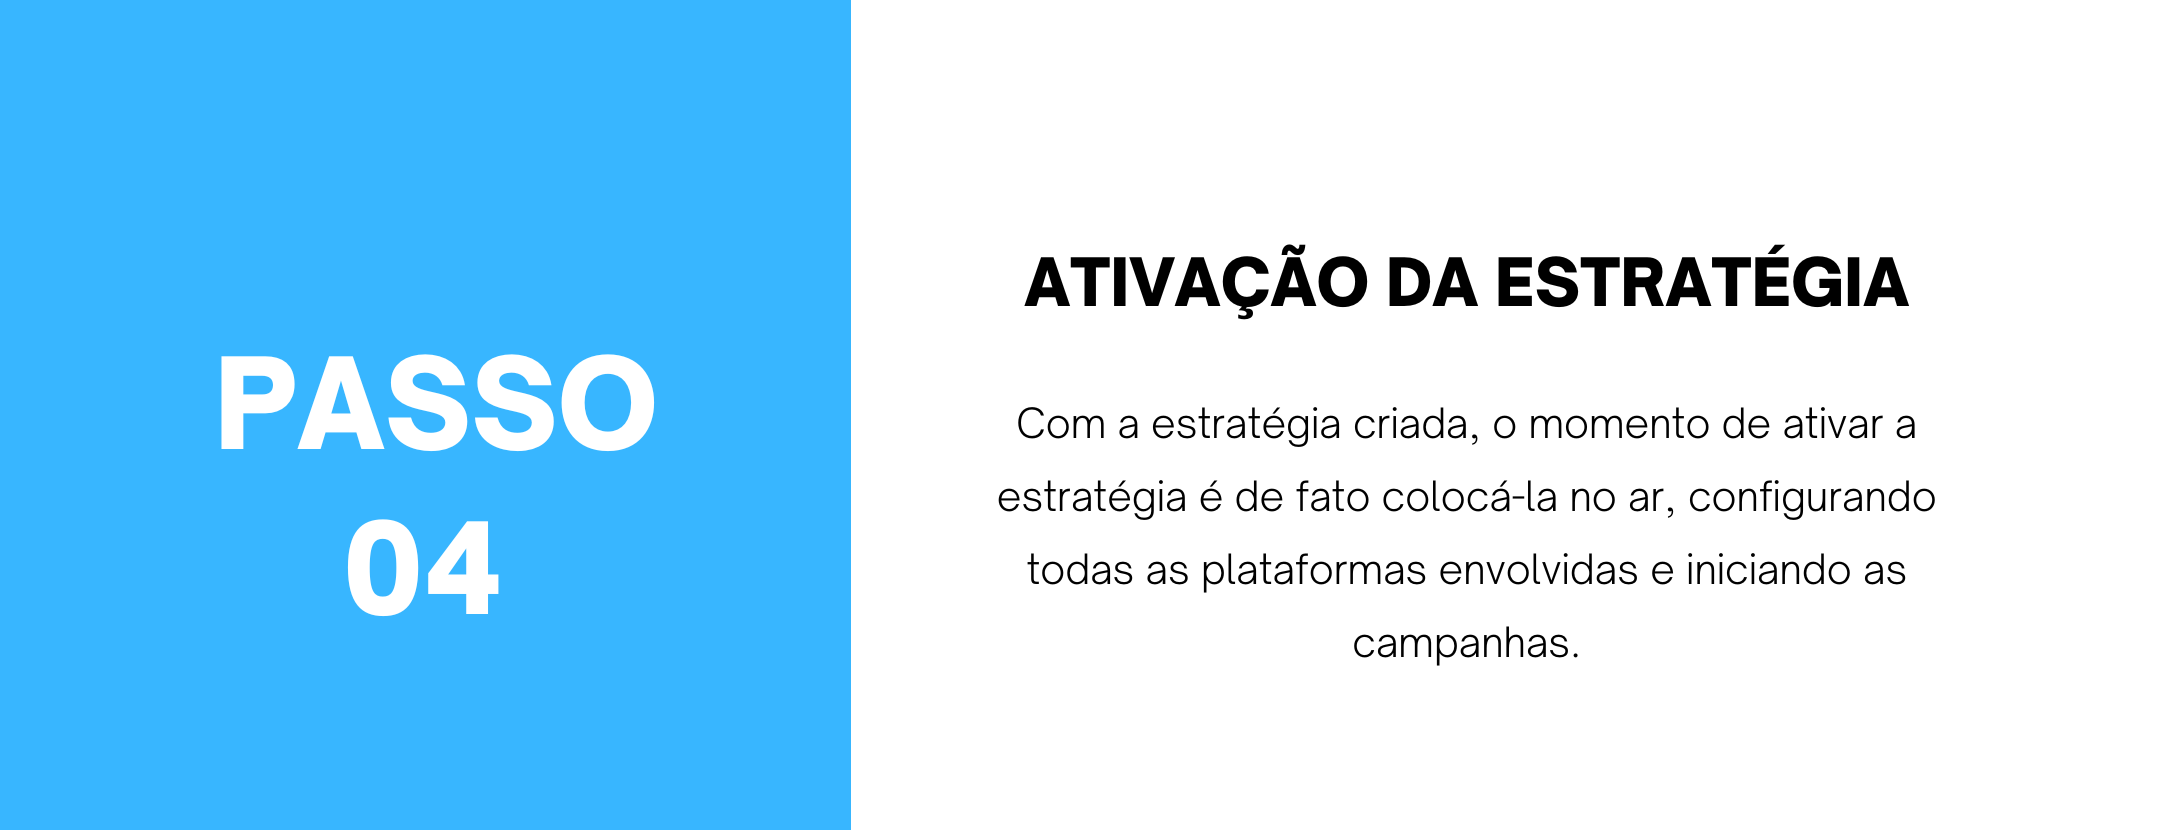 PASSO
04
ATIVAÇÃO DA ESTRATÉGIA
Com a estratégia criada, o momento de ativar a
estratégia é de fato colocá-la no ar, configurando
todas as plataformas envolvidas e iniciando as
campanhas.